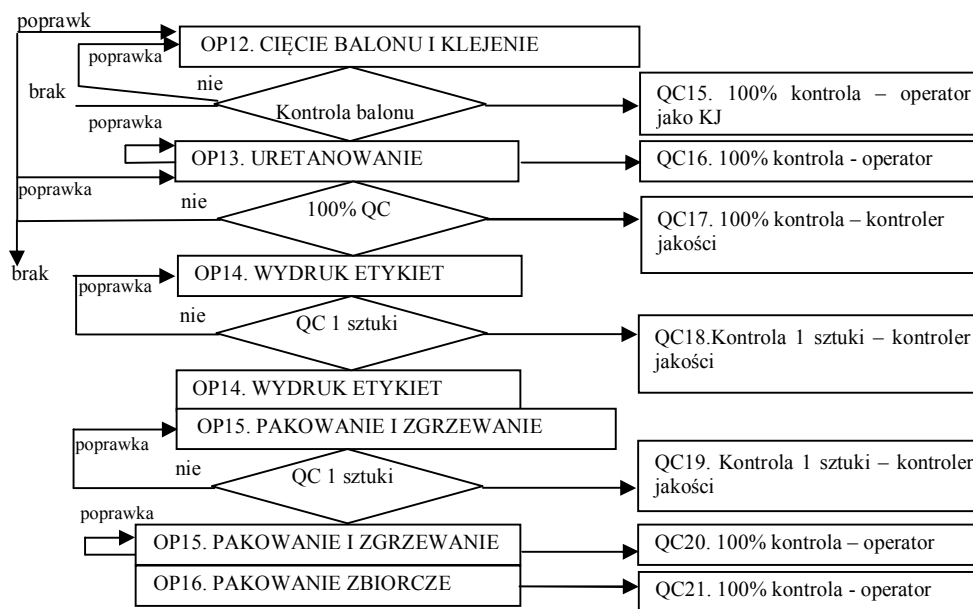 poprawk
OP12. CIĘCIE BALONU I KLEJENIE
poprawka
nie
brak
Kontrola balonu
QC15. 100% kontrola – operator
jako KJ
poprawka
OP13. URETANOWANIE
QC16. 100% kontrola - operator
poprawka
nie
100% QC
QC17. 100% kontrola – kontroler
jakości
brak
poprawka
OP14. WYDRUK ETYKIET
nie
QC 1 sztuki
QC18.Kontrola 1 sztuki – kontroler
jakości
OP14. WYDRUK ETYKIET
OP15. PAKOWANIE I ZGRZEWANIE
poprawka
nie
QC 1 sztuki
QC19. Kontrola 1 sztuki – kontroler
jakości
poprawka
OP15. PAKOWANIE I ZGRZEWANIE
QC20. 100% kontrola – operator
OP16. PAKOWANIE ZBIORCZE
QC21. 100% kontrola - operator